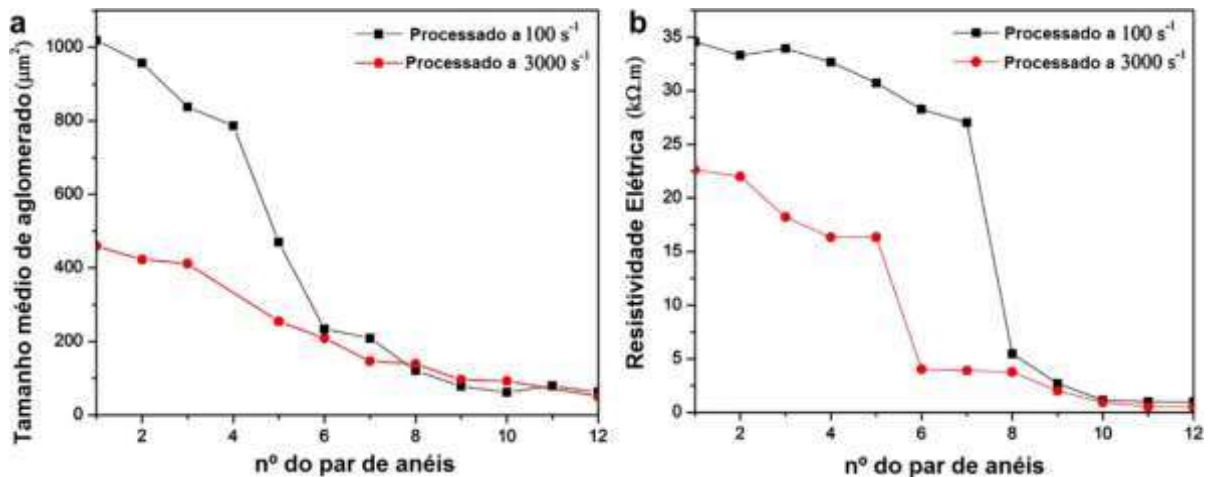 a
Tamanho médio de aglomerado (µm²)
1000
800
600
400
200
0
Processado a 100 s⁻¹
Processado a 3000 s⁻¹
2 4 6 8 10 12
nº do par de anéis
b
Resistividade Elétrica (kΩ.m)
35
30
25
20
15
10
5
0
Processado a 100 s⁻¹
Processado a 3000 s⁻¹
2 4 6 8 10 12
nº do par de anéis